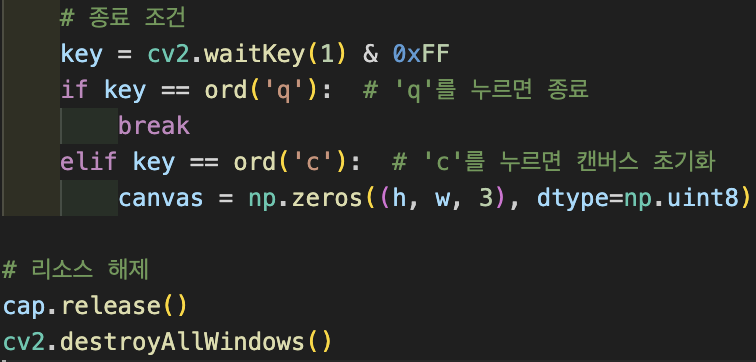 # 종료 조건
key = cv2.waitKey(1) & 0xFF
if key == ord('q'):  # 'q'를 누르면 종료
break
elif key == ord('c'):  # 'c'를 누르면 캔버스 초기화
canvas = np.zeros((h, w, 3), dtype=np.uint8)
# 리소스 해제
cap.release()
cv2.destroyAllWindows()